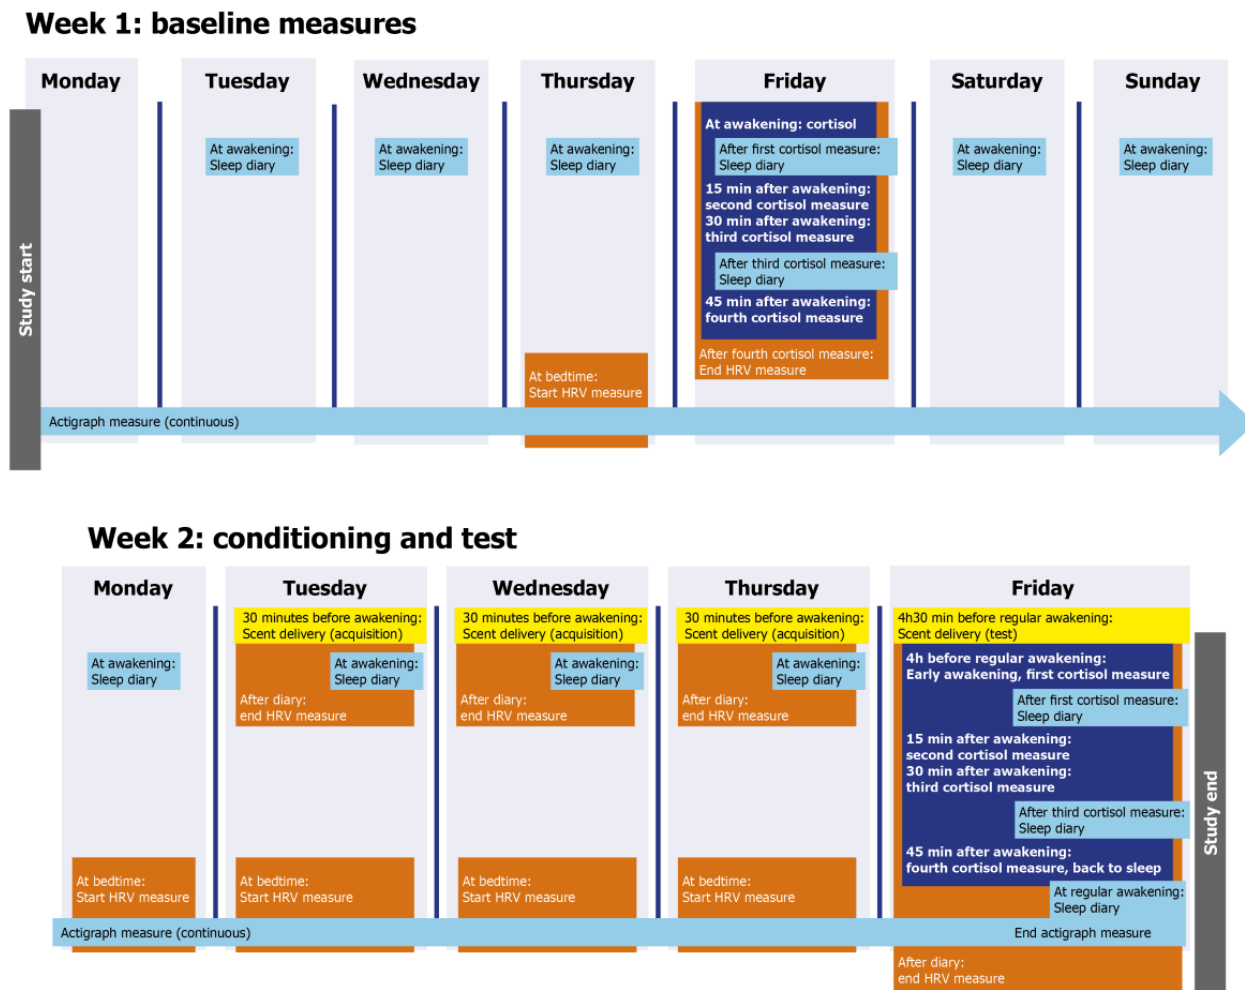 Week 1: baseline measures
Monday
Tuesday
Wednesday
Thursday
Friday
Saturday
Sunday
Study start
At awakening:
Sleep diary
At awakening:
Sleep diary
At awakening:
Sleep diary
At awakening: cortisol
After first cortisol measure:
Sleep diary
15 min after awakening:
second cortisol measure
30 min after awakening:
third cortisol measure
After third cortisol measure:
Sleep diary
45 min after awakening:
fourth cortisol measure
After fourth cortisol measure:
End HRV measure
At awakening:
Sleep diary
At awakening:
Sleep diary
At bedtime:
Start HRV measure
Actigraph measure (continuous)
Week 2: conditioning and test
Monday
Tuesday
Wednesday
Thursday
Friday
At awakening:
Sleep diary
At bedtime:
Start HRV measure
30 minutes before awakening:
Scent delivery (acquisition)
At awakening:
Sleep diary
After diary:
end HRV measure
At bedtime:
Start HRV measure
30 minutes before awakening:
Scent delivery (acquisition)
At awakening:
Sleep diary
After diary:
end HRV measure
At bedtime:
Start HRV measure
30 minutes before awakening:
Scent delivery (acquisition)
At awakening:
Sleep diary
After diary:
end HRV measure
At bedtime:
Start HRV measure
4h30 min before regular awakening:
Scent delivery (test)
4h before regular awakening:
Early awakening, first cortisol measure
After first cortisol measure:
Sleep diary
15 min after awakening:
second cortisol measure
30 min after awakening:
third cortisol measure
After third cortisol measure:
Sleep diary
45 min after awakening:
fourth cortisol measure, back to sleep
At regular awakening:
Sleep diary
Actigraph measure (continuous)
End actigraph measure
After diary:
end HRV measure
Study end